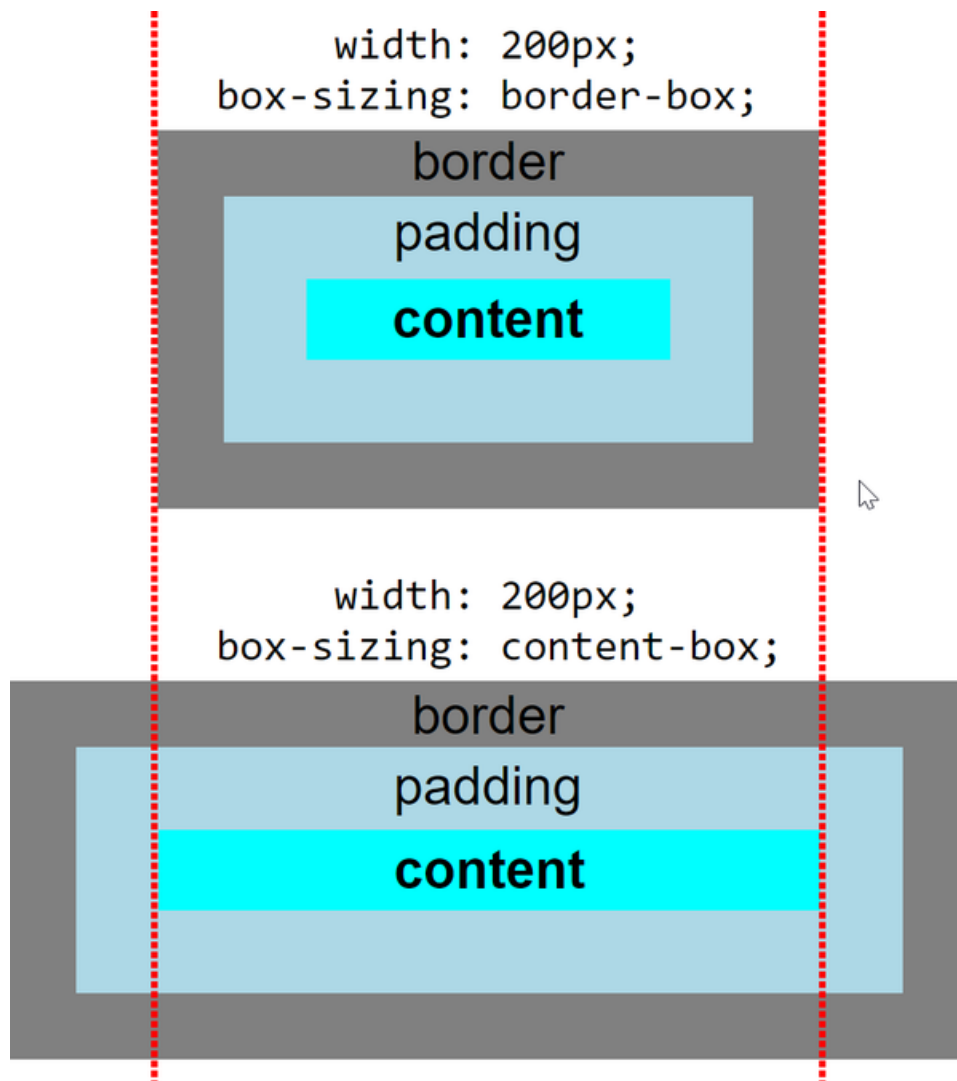 width: 200px;
box-sizing: border-box;
border
padding
content
width: 200px;
box-sizing: content-box;
border
padding
content